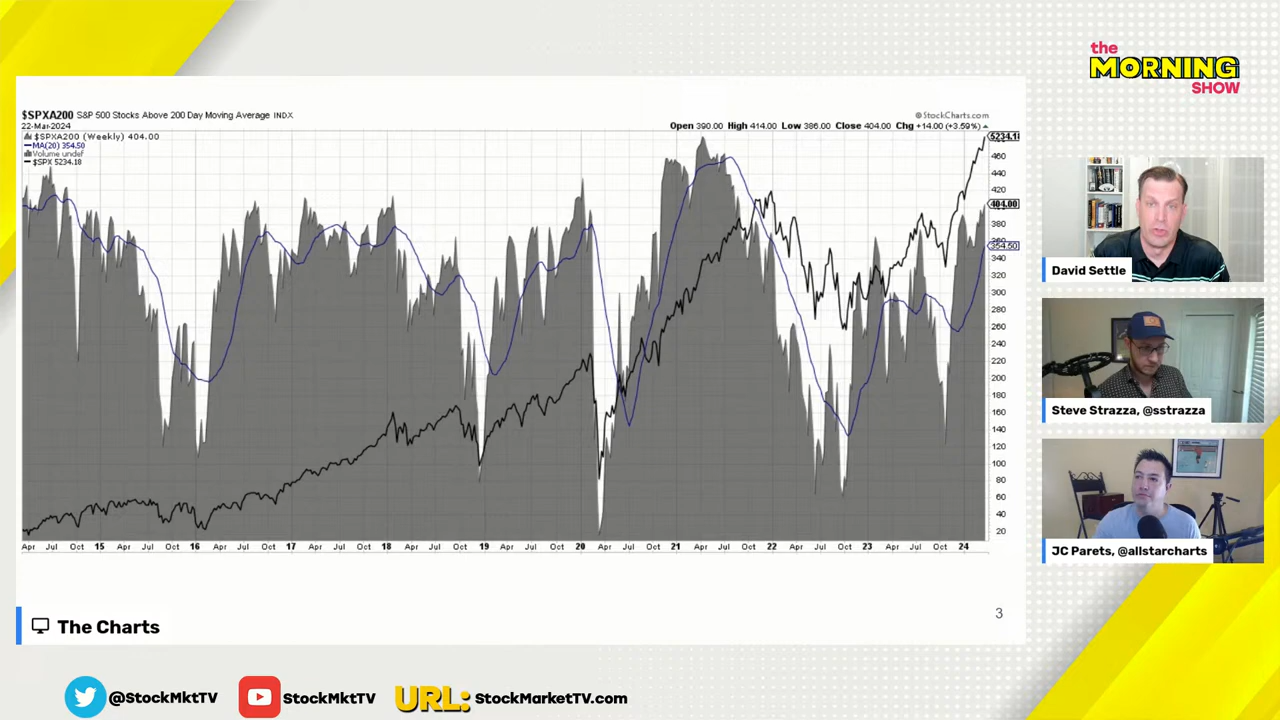 the
MORNING
SHOW
$SPXA200 S&P 500 Stocks Above 200 Day Moving Average INDX
© StockCharts.com
22-Mar-2024
Open 390.00 High 414.00 Low 386.00 Close 404.00 Chg +14.00 (+3.59%)
$SPXA200 (Weekly) 404.00
MA(20) 354.50
Volume undef
$SPX 5234.18
5234.18
460
440
420
404.00
380
354.50
340
320
300
280
260
240
220
200
180
160
140
120
100
80
60
40
20
Apr Jul Oct 15 Apr Jul Oct 16 Apr Jul Oct 17 Apr Jul Oct 18 Apr Jul Oct 19 Apr Jul Oct 20 Apr Jul Oct 21 Apr Jul Oct 22 Apr Jul Oct 23 Apr Jul Oct 24
David Settle
Steve Strazza, @sstrazza
JC Parets, @allstarcharts
3
The Charts
@StockMktTV
StockMktTV
URL: StockMarketTV.com